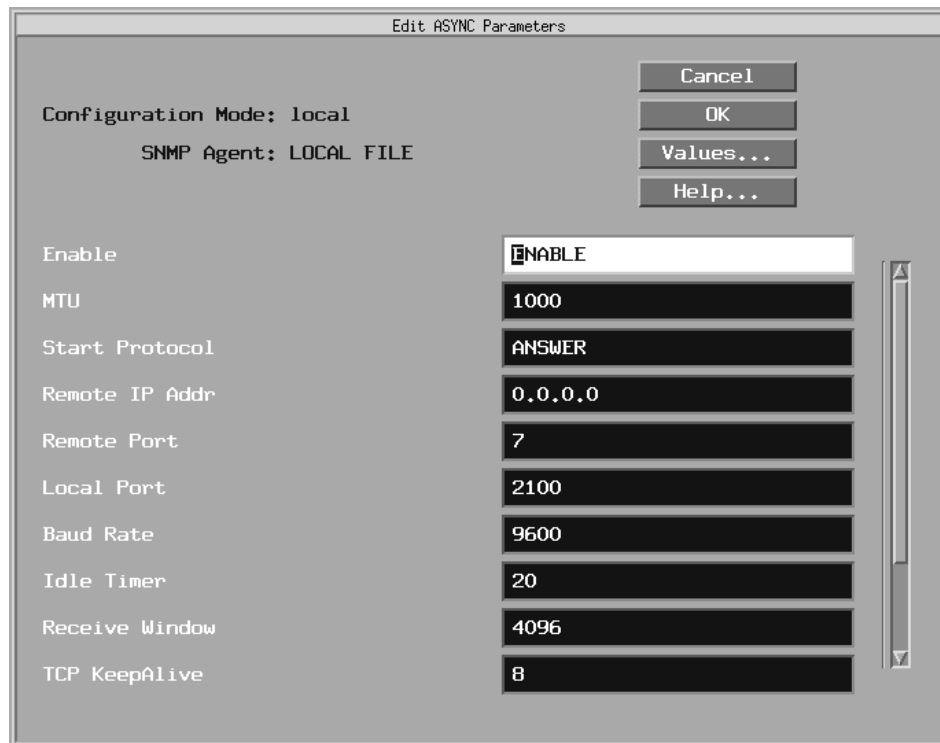 Edit ASYNC Parameters
Cancel
Configuration Mode: local
OK
SNMP Agent: LOCAL FILE
Values...
Help...
Enable ENABLE
MTU 1000
Start Protocol ANSWER
Remote IP Addr 0.0.0.0
Remote Port 7
Local Port 2100
Baud Rate 9600
Idle Timer 20
Receive Window 4096
TCP KeepAlive 8